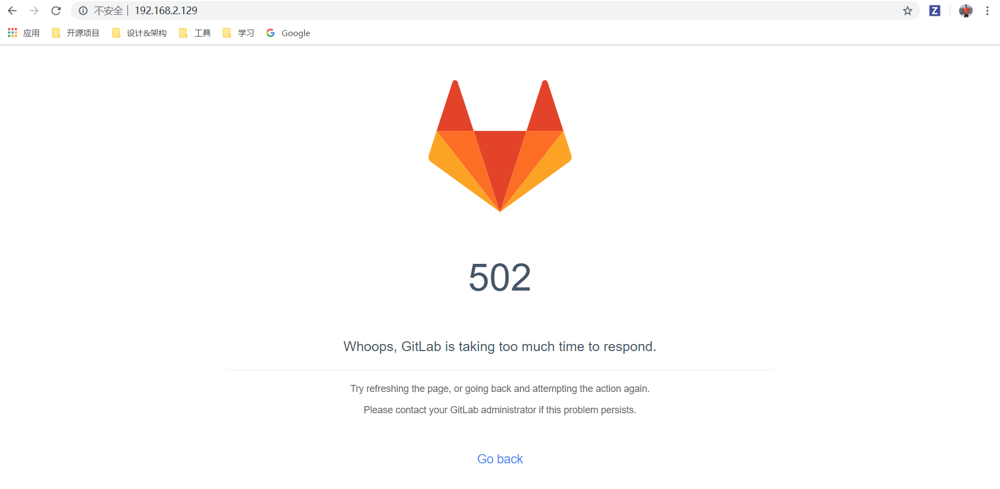 不安全 | 192.168.2.129
Z
应用 开源项目 设计&架构 工具 学习 Google
502
Whoops, GitLab is taking too much time to respond.
Try refreshing the page, or going back and attempting the action again.
Please contact your GitLab administrator if this problem persists.
Go back